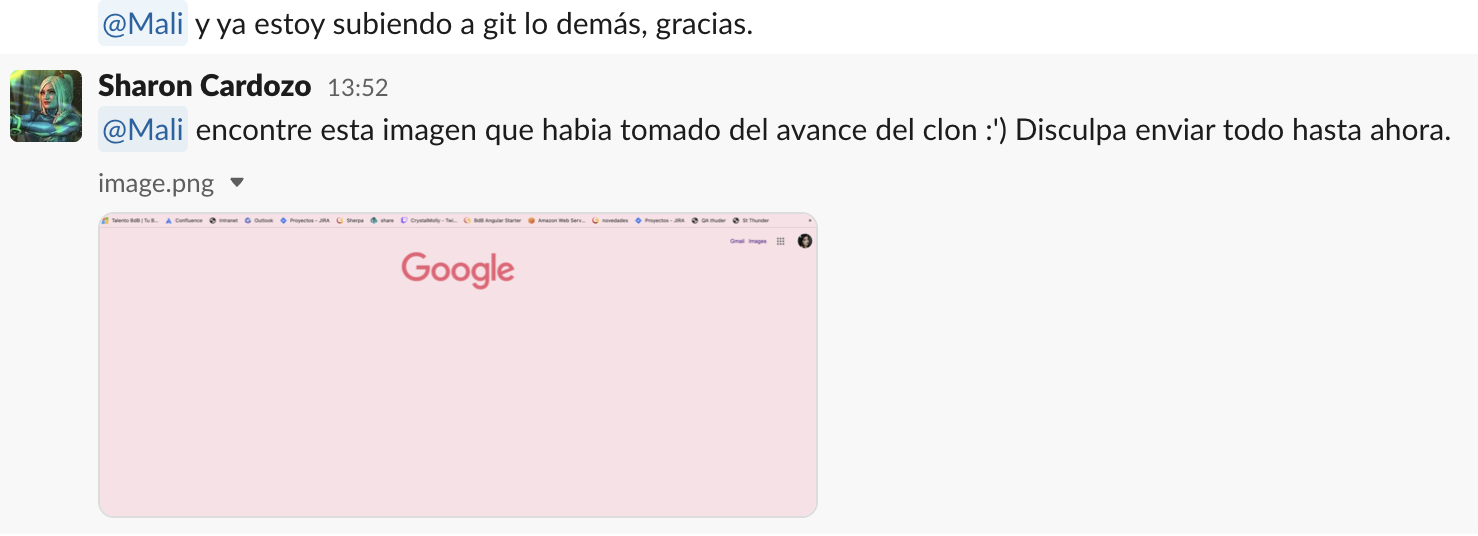 @Mali y ya estoy subiendo a git lo demás, gracias.
Sharon Cardozo 13:52
@Mali encontre esta imagen que habia tomado del avance del clon :') Disculpa enviar todo hasta ahora.
image.png
Talento BdB | Tu B... Confluence Intranet Outlook Proyectos - JIRA Sherpa share CrystalMolly - Twi... BdB Angular Starter Amazon Web Serv... novedades Proyectos - JIRA QA thuder St Thunder
Gmail Images
Google